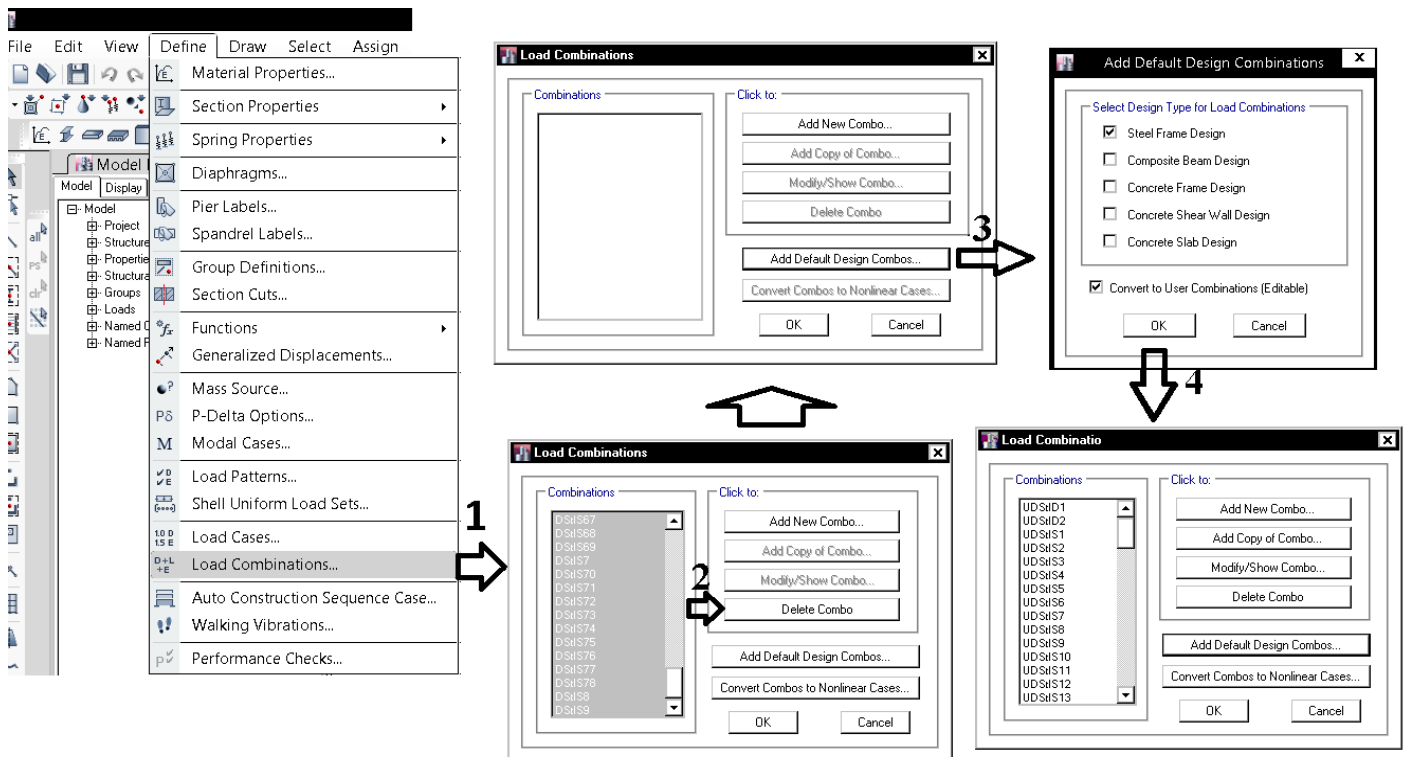 File Edit View Define Draw Select Assign
Material Properties...
Section Properties
Spring Properties
Diaphragms...
Pier Labels...
Spandrel Labels...
Group Definitions...
Section Cuts...
Functions
Generalized Displacements...
Mass Source...
P-Delta Options...
Modal Cases...
Load Patterns...
Shell Uniform Load Sets...
Load Cases...
Load Combinations...
Auto Construction Sequence Case...
Walking Vibrations...
Performance Checks...
Model
Model Display
Model
Project
Structure
Propertie
Structura
Groups
Loads
Named
Named
all
PS
clr
1
Load Combinations
Combinations
DStlS67
DStlS68
DStlS69
DStlS7
DStlS70
DStlS71
DStlS72
DStlS73
DStlS74
DStlS75
DStlS76
DStlS77
DStlS78
DStlS8
DStlS9
Click to:
Add New Combo...
Add Copy of Combo...
Modify/Show Combo...
Delete Combo
Add Default Design Combos...
Convert Combos to Nonlinear Cases...
OK Cancel
2
Load Combinations
Combinations
Click to:
Add New Combo...
Add Copy of Combo...
Modify/Show Combo...
Delete Combo
Add Default Design Combos...
Convert Combos to Nonlinear Cases...
OK Cancel
3
Add Default Design Combinations
Select Design Type for Load Combinations
Steel Frame Design
Composite Beam Design
Concrete Frame Design
Concrete Shear Wall Design
Concrete Slab Design
Convert to User Combinations (Editable)
OK Cancel
4
Load Combinatio
Combinations
UDStlD1
UDStlD2
UDStlS1
UDStlS2
UDStlS3
UDStlS4
UDStlS5
UDStlS6
UDStlS7
UDStlS8
UDStlS9
UDStlS10
UDStlS11
UDStlS12
UDStlS13
Click to:
Add New Combo...
Add Copy of Combo...
Modify/Show Combo...
Delete Combo
Add Default Design Combos...
Convert Combos to Nonlinear Cases...
OK Cancel